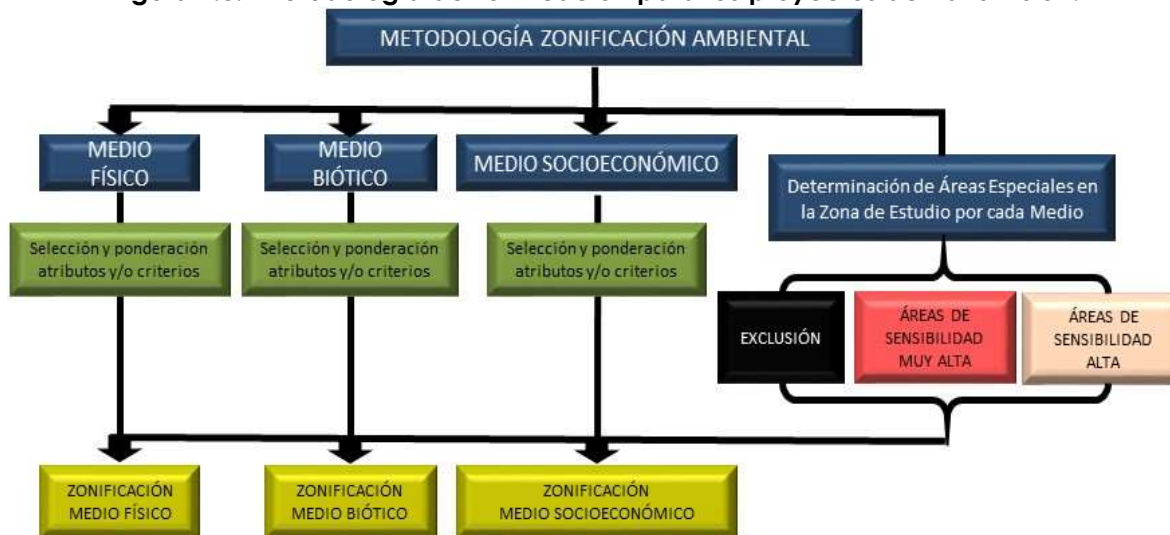 METODOLOGÍA ZONIFICACIÓN AMBIENTAL
MEDIO
FÍSICO
MEDIO
BIÓTICO
MEDIO SOCIOECONÓMICO
Determinación de Áreas Especiales en
la Zona de Estudio por cada Medio
Selección y ponderación
atributos y/o criterios
Selección y ponderación
atributos y/o criterios
Selección y ponderación
atributos y/o criterios
EXCLUSIÓN
ÁREAS DE
SENSIBILIDAD
MUY ALTA
ÁREAS DE
SENSIBILIDAD
ALTA
ZONIFICACIÓN
MEDIO FÍSICO
ZONIFICACIÓN
MEDIO BIÓTICO
ZONIFICACIÓN
MEDIO SOCIOECONÓMICO